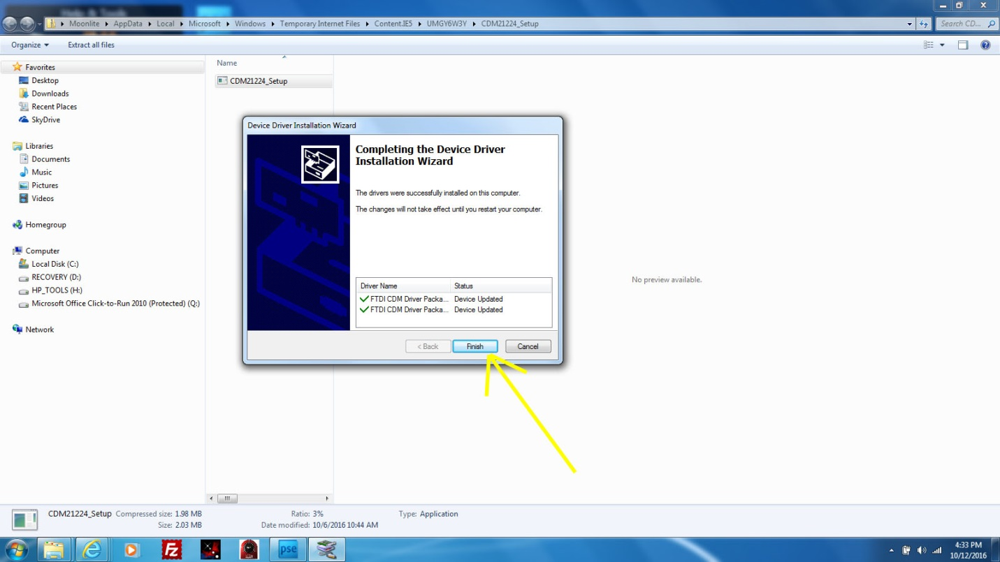 Moonlite ▸ AppData ▸ Local ▸ Microsoft ▸ Windows ▸ Temporary Internet Files ▸ Content.IE5 ▸ UMGY6W3Y ▸ CDM21224_Setup
Search CD...
Organize Extract all files
Favorites
Desktop
Downloads
Recent Places
SkyDrive
Libraries
Documents
Music
Pictures
Videos
Homegroup
Computer
Local Disk (C:)
RECOVERY (D:)
HP_TOOLS (H:)
Microsoft Office Click-to-Run 2010 (Protected) (Q:)
Network
Name
CDM21224_Setup
Device Driver Installation Wizard
Completing the Device Driver
Installation Wizard
The drivers were successfully installed on this computer.
The changes will not take effect until you restart your computer.
Driver Name Status
FTDI CDM Driver Packa... Device Updated
FTDI CDM Driver Packa... Device Updated
< Back Finish Cancel
No preview available.
CDM21224_Setup Compressed size: 1.98 MB Ratio: 3% Type: Application
Size: 2.03 MB Date modified: 10/6/2016 10:44 AM
Fz
pse
4:33 PM
10/12/2016